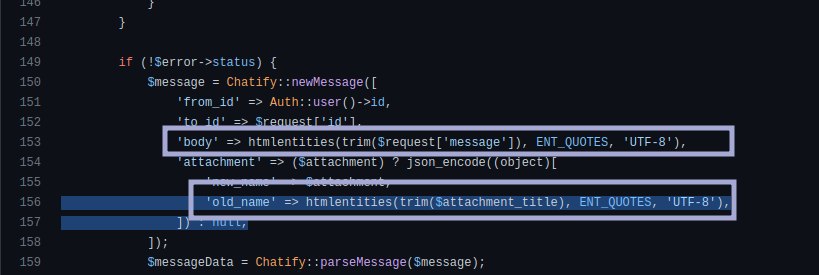 146                }
147            }
148
149            if (!$error->status) {
150                $message = Chatify::newMessage([
151                    'from_id' => Auth::user()->id,
152                    'to_id' => $request['id'],
153                    'body' => htmlentities(trim($request['message']), ENT_QUOTES, 'UTF-8'),
154                    'attachment' => ($attachment) ? json_encode((object)[
155                        'new_name' => $attachment,
156                        'old_name' => htmlentities(trim($attachment_title), ENT_QUOTES, 'UTF-8'),
157                    ]) : null,
158                ]);
159                $messageData = Chatify::parseMessage($message);